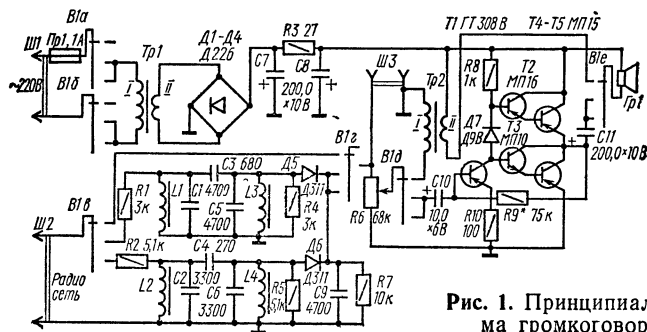 В1а
Ш1
Пр1, 1А
~220В
В1б
Тр1
I
II
Д1-Д4
Д226
R3 27
С7
С8
200,0
×10В
Ш3
Тр2
I
II
Т1 ГТ308В
Т4-Т5 МП15
R8
1к
Т2
МП16
В1е
Гр1
Д7
Д9В
Т3
МП10
С11
200,0×10В
В1г
В1д
R6
68к
С10
10,0
×6В
R10
100
R9* 75к
С3 680
Д5
R1
3к
L1
С1
4700
С5
4700
L3
Д311
R4
3к
Ш2
В1в
Радио
сеть
R2 5,1к
С4 270
Д6
L2
С2
3300
С6
3300
L4
R5
5,1к
Д311
С9
4700
R7
10к
Рис. 1. Принципиал
ма громкоговор